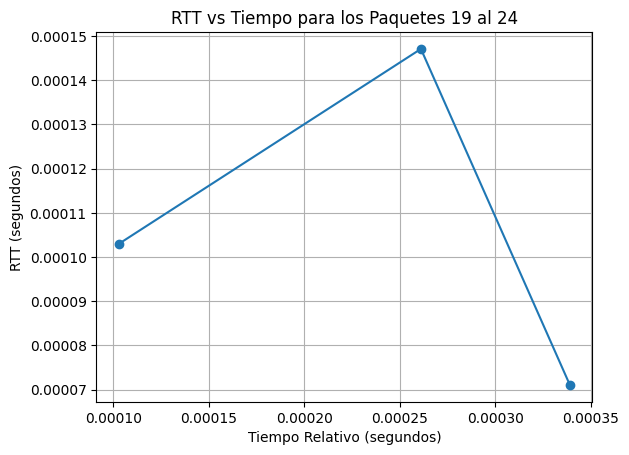 RTT vs Tiempo para los Paquetes 19 al 24
0.00015
0.00014
0.00013
0.00012
0.00011
0.00010
0.00009
0.00008
0.00007
RTT (segundos)
0.00010 0.00015 0.00020 0.00025 0.00030 0.00035
Tiempo Relativo (segundos)